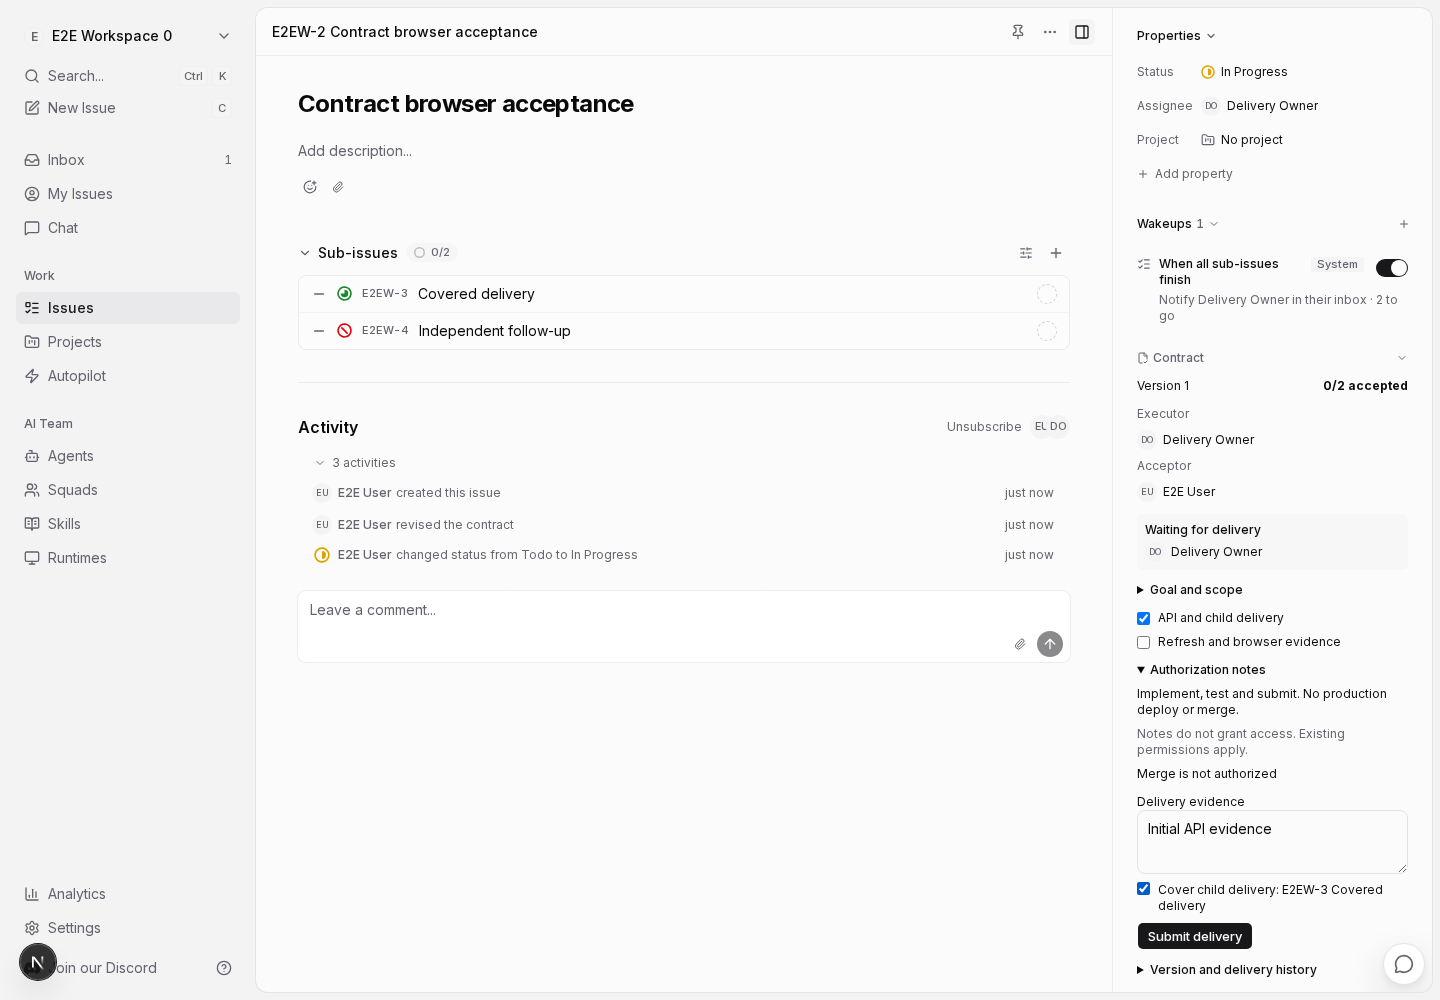 E E2E Workspace 0
Search... Ctrl K
New Issue C
Inbox 1
My Issues
Chat
Work
Issues
Projects
Autopilot
AI Team
Agents
Squads
Skills
Runtimes
Analytics
Settings
Join our Discord
N
E2EW-2 Contract browser acceptance
Contract browser acceptance
Add description...
Sub-issues 0/2
E2EW-3 Covered delivery
E2EW-4 Independent follow-up
Activity Unsubscribe EU DO
3 activities
EU E2E User created this issue just now
EU E2E User revised the contract just now
E2E User changed status from Todo to In Progress just now
Leave a comment...
Properties
Status In Progress
Assignee DO Delivery Owner
Project No project
Add property
Wakeups 1
When all sub-issues System
finish
Notify Delivery Owner in their inbox · 2 to
go
Contract
Version 1 0/2 accepted
Executor
DO Delivery Owner
Acceptor
EU E2E User
Waiting for delivery
DO Delivery Owner
Goal and scope
API and child delivery
Refresh and browser evidence
Authorization notes
Implement, test and submit. No production
deploy or merge.
Notes do not grant access. Existing
permissions apply.
Merge is not authorized
Delivery evidence
Initial API evidence
Cover child delivery: E2EW-3 Covered
delivery
Submit delivery
Version and delivery history